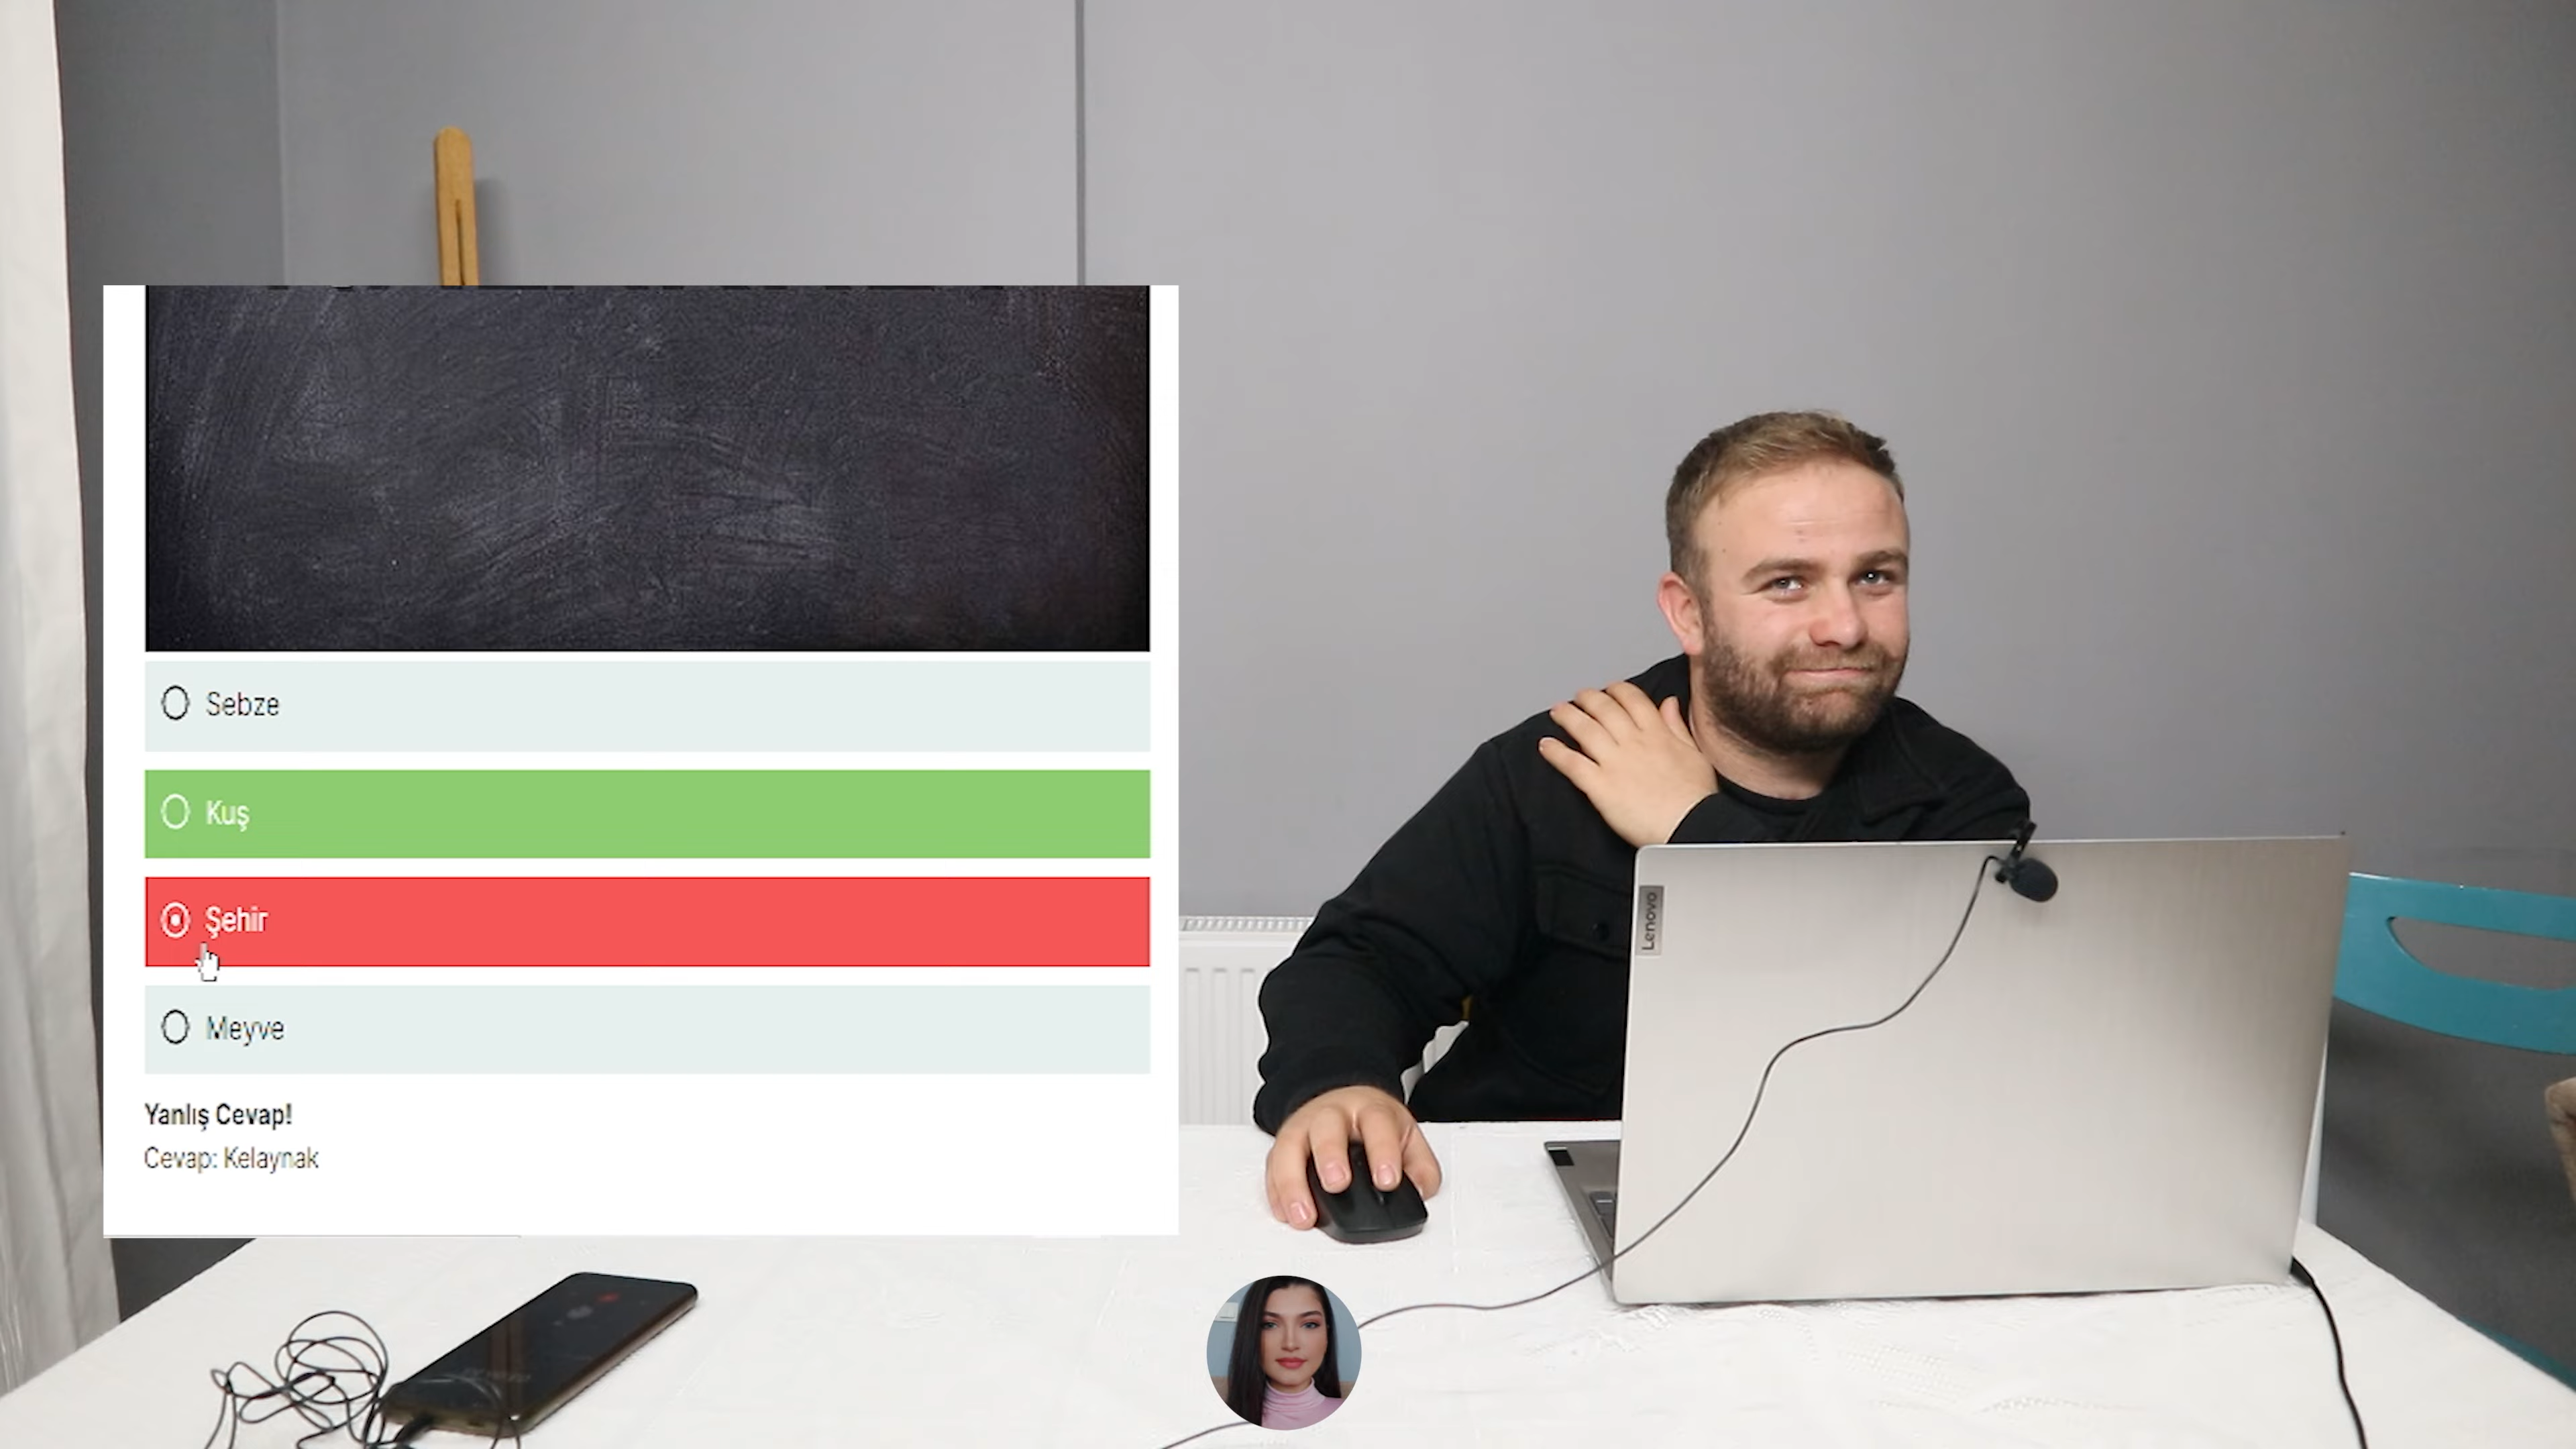 Sebze
Kuş
Şehir
Meyve
Yanlış Cevap!
Cevap: Kelaynak
Lenovo